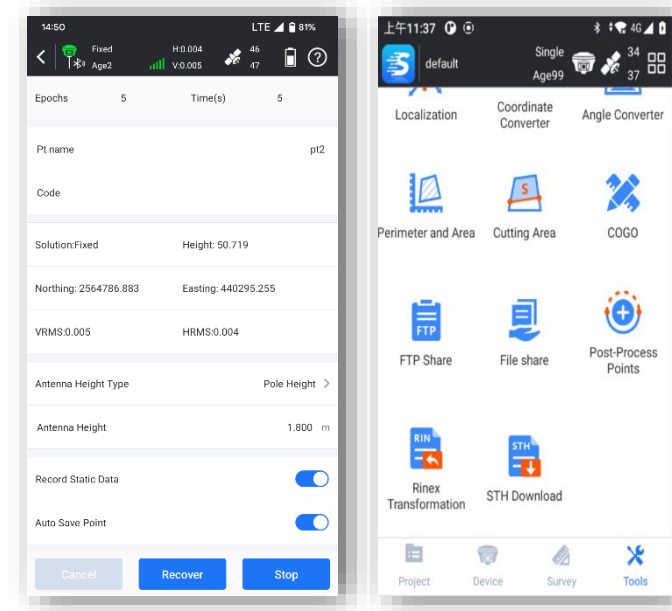 14:50 LTE 81%
Fixed H:0.004 46
Age2 V:0.005 47
Epochs 5 Time(s) 5
Pt name pt2
Code
Solution:Fixed Height: 50.719
Northing: 2564786.883 Easting: 440295.255
VRMS:0.005 HRMS:0.004
Antenna Height Type Pole Height >
Antenna Height 1.800 m
Record Static Data
Auto Save Point
Cancel Recover Stop
上午11:37 4G
default Single 34
Age99 37
Localization Coordinate Converter Angle Converter
S
Perimeter and Area Cutting Area COGO
FTP
FTP Share File share Post-Process Points
RIN STH
Rinex Transformation STH Download
Project Device Survey Tools